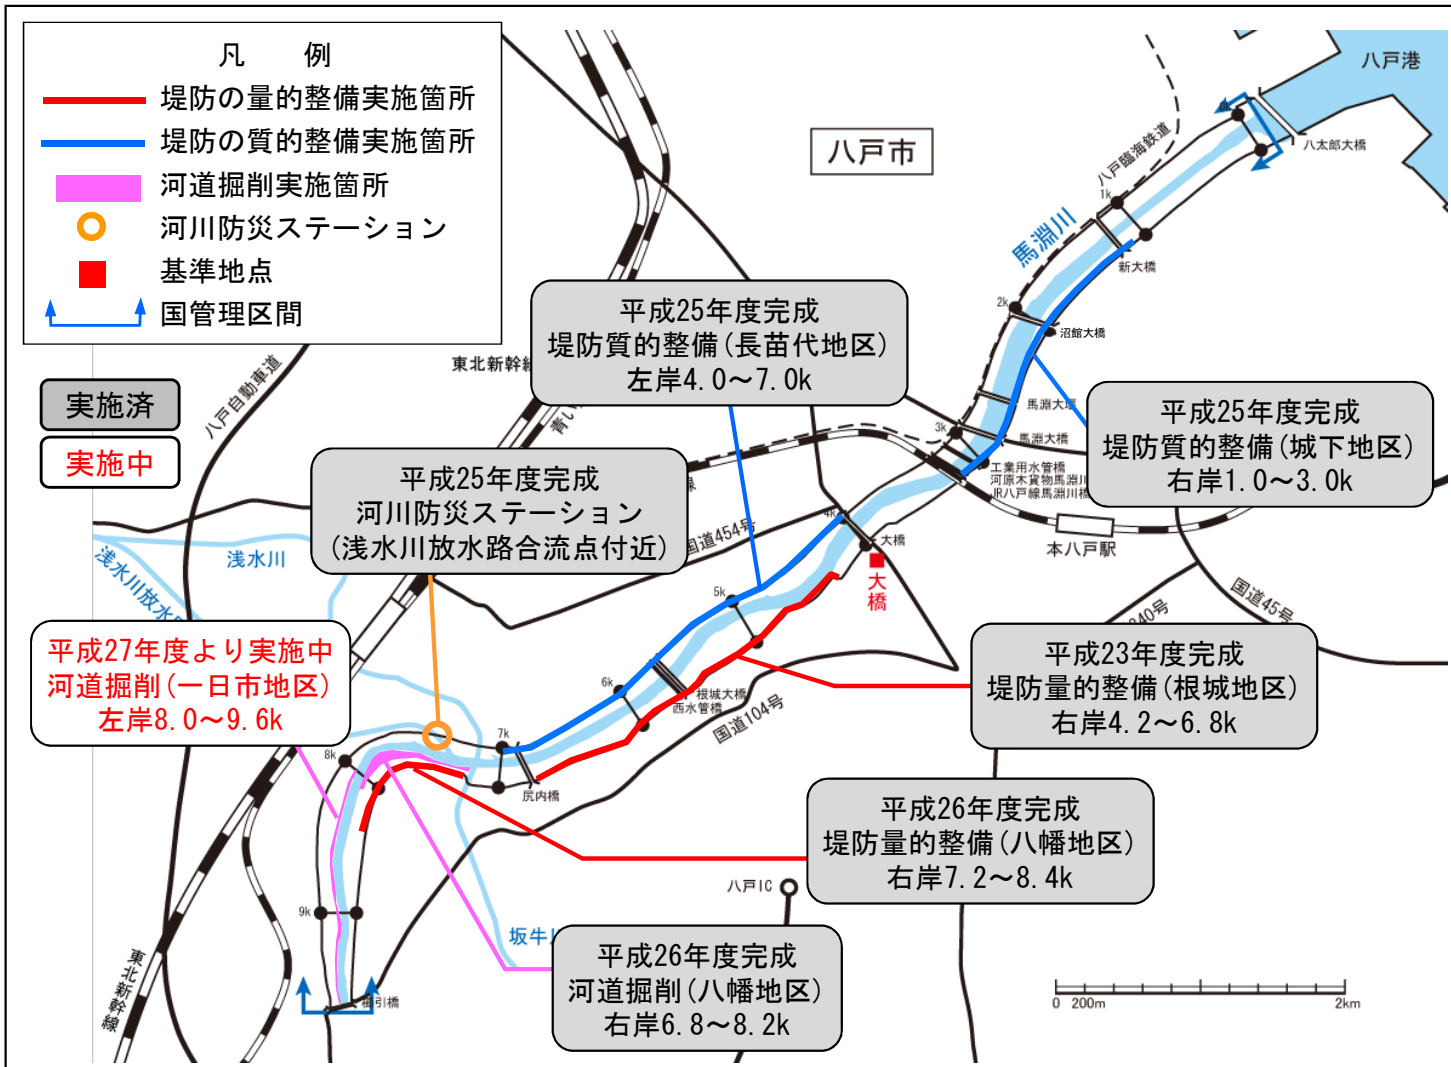 凡 例
堤防の量的整備実施箇所
堤防の質的整備実施箇所
河道掘削実施箇所
河川防災ステーション
基準地点
国管理区間
実施済
実施中
八戸市
八戸港
八太郎大橋
八戸臨海鉄道
馬淵川
0k
1k
新大橋
2k
沼館大橋
馬淵大堰
3k
馬淵大橋
工業用水管橋
河原木貨物馬淵川
JR八戸線馬淵川橋
本八戸駅
平成25年度完成
堤防質的整備(長苗代地区)
左岸4.0～7.0k
平成25年度完成
堤防質的整備(城下地区)
右岸1.0～3.0k
東北新幹線
八戸自動車道
青い
線
平成25年度完成
河川防災ステーション
(浅水川放水路合流点付近)
国道454号
4k
大橋
大橋
国道45号
340号
浅水川
浅水川放水
5k
平成27年度より実施中
河道掘削(一日市地区)
左岸8.0～9.6k
平成23年度完成
堤防量的整備(根城地区)
右岸4.2～6.8k
6k
根城大橋
西水管橋
国道104号
7k
尻内橋
8k
平成26年度完成
堤防量的整備(八幡地区)
右岸7.2～8.4k
八戸IC
9k
坂牛
平成26年度完成
河道掘削(八幡地区)
右岸6.8～8.2k
櫛引橋
東北新幹線
0 200m 2km